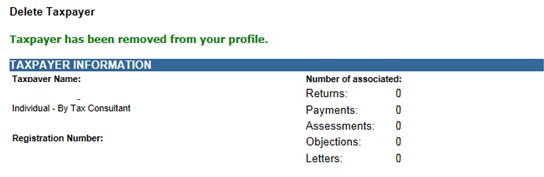 Delete Taxpayer
Taxpayer has been removed from your profile.
TAXPAYER INFORMATION
Taxpayer Name:
Individual - By Tax Consultant
Registration Number:
Number of associated:
Returns: 0
Payments: 0
Assessments: 0
Objections: 0
Letters: 0